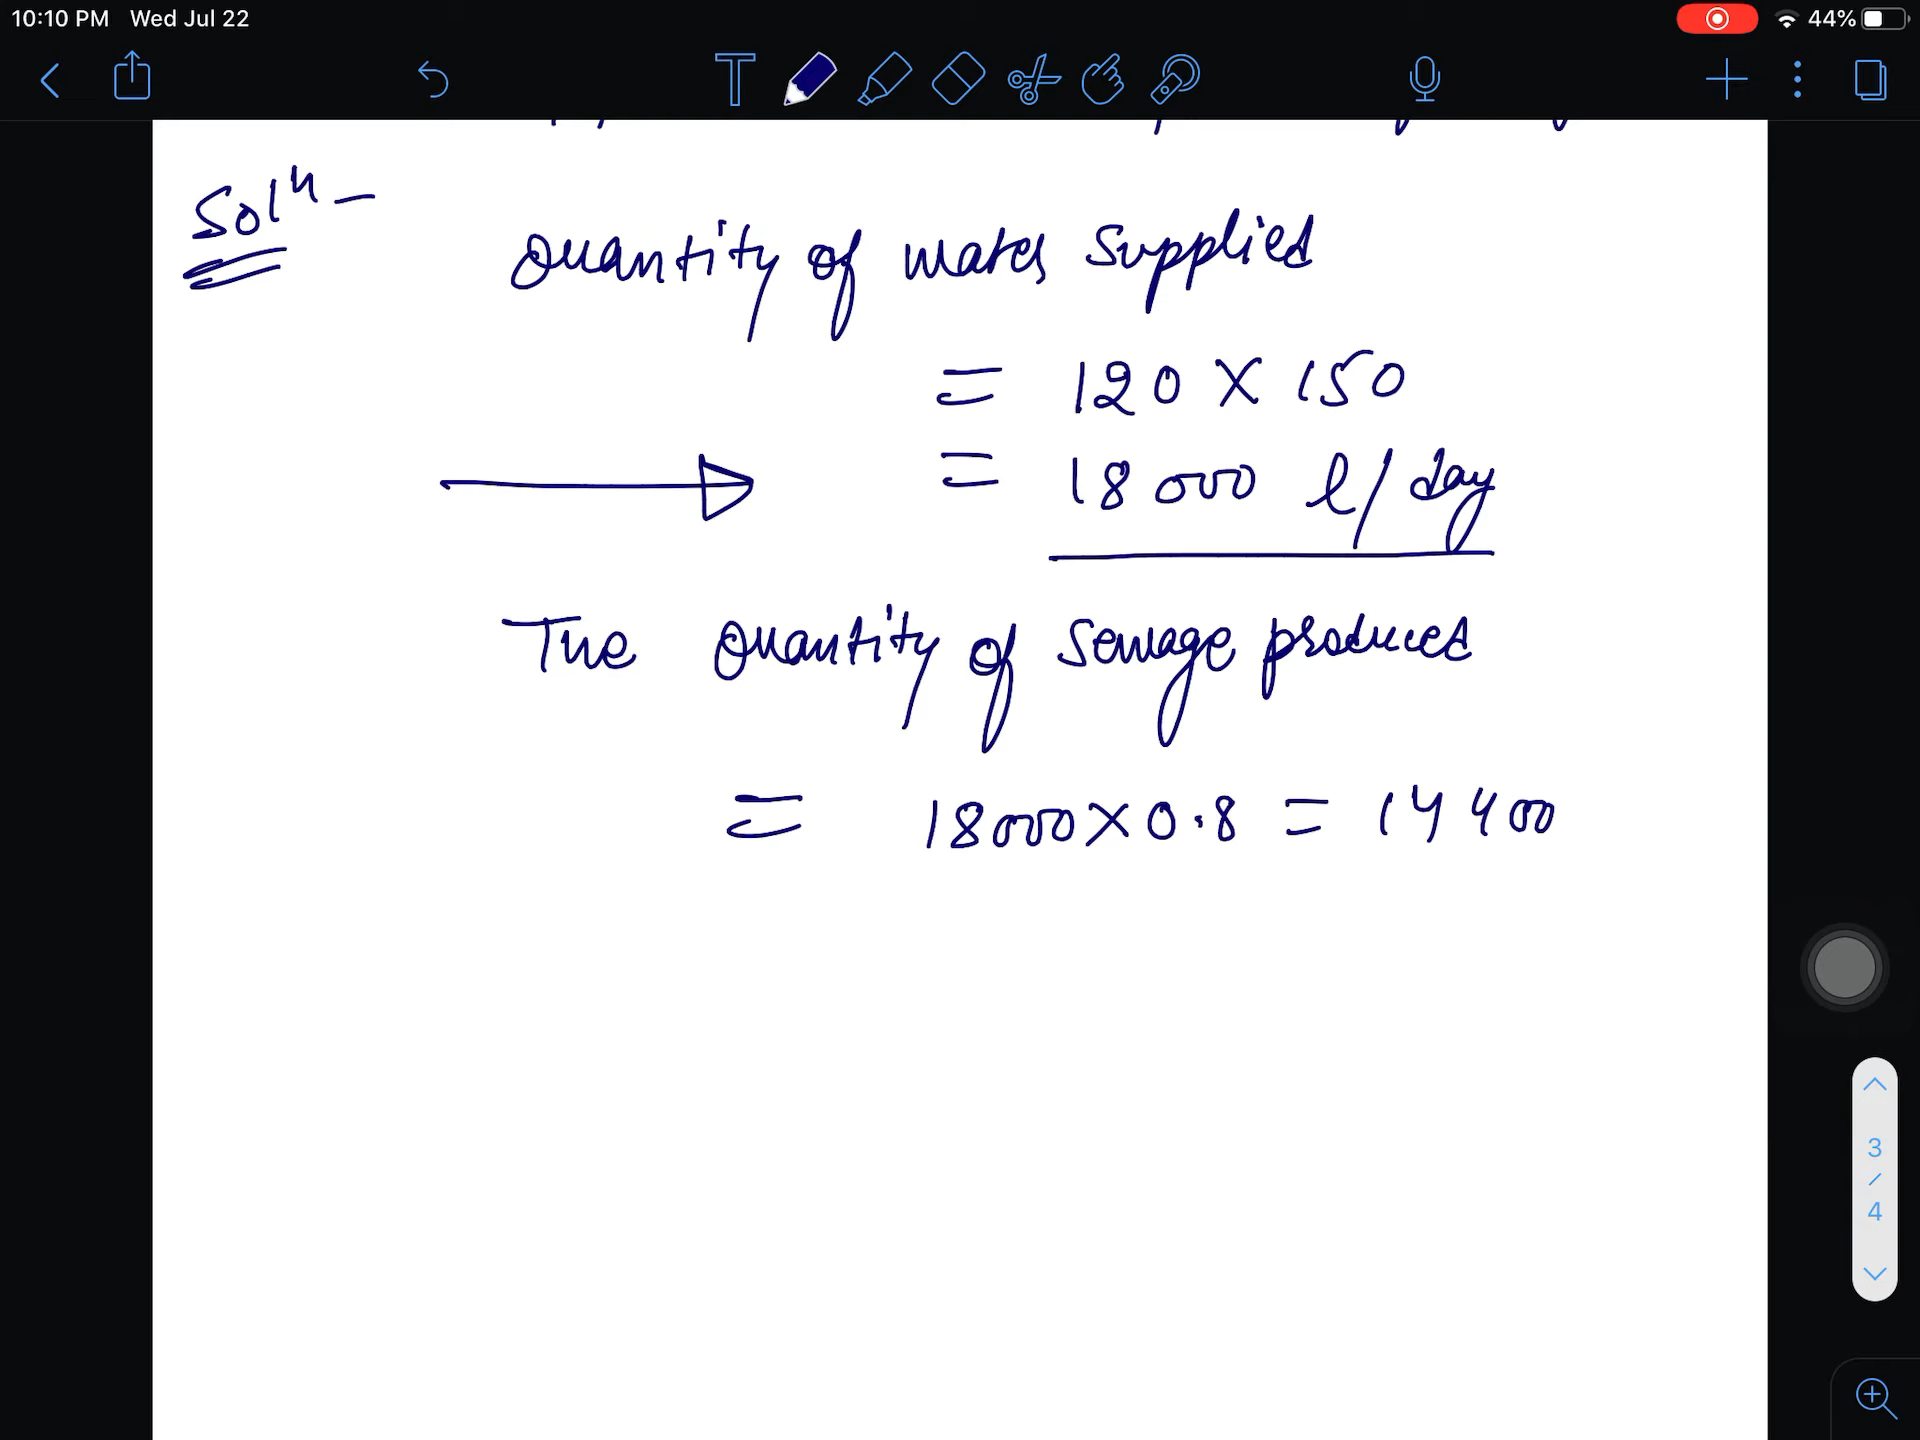 10:10 PM Wed Jul 22
44%
T
Solⁿ -
Quantity of water supplied
= 120 X 150
= 18000 l/day
The Quantity of sewage produced
= 18000 X 0.8 = 14400
3
/
4